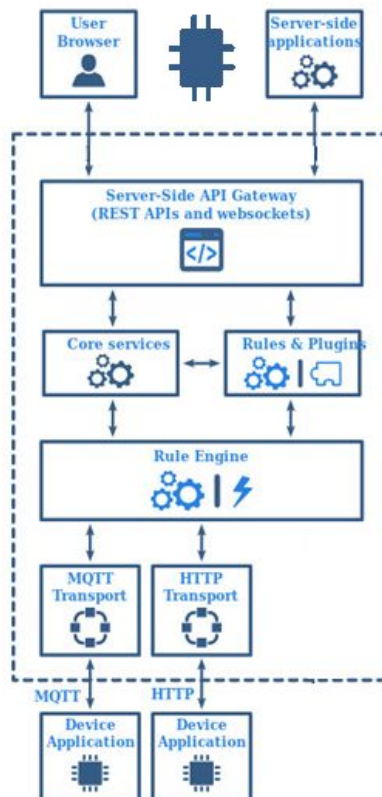 User
Browser
Server-side
applications
Server-Side API Gateway
(REST APIs and websockets)
</>
Core services
Rules & Plugins
Rule Engine
MQTT
Transport
HTTP
Transport
MQTT
HTTP
Device
Application
Device
Application